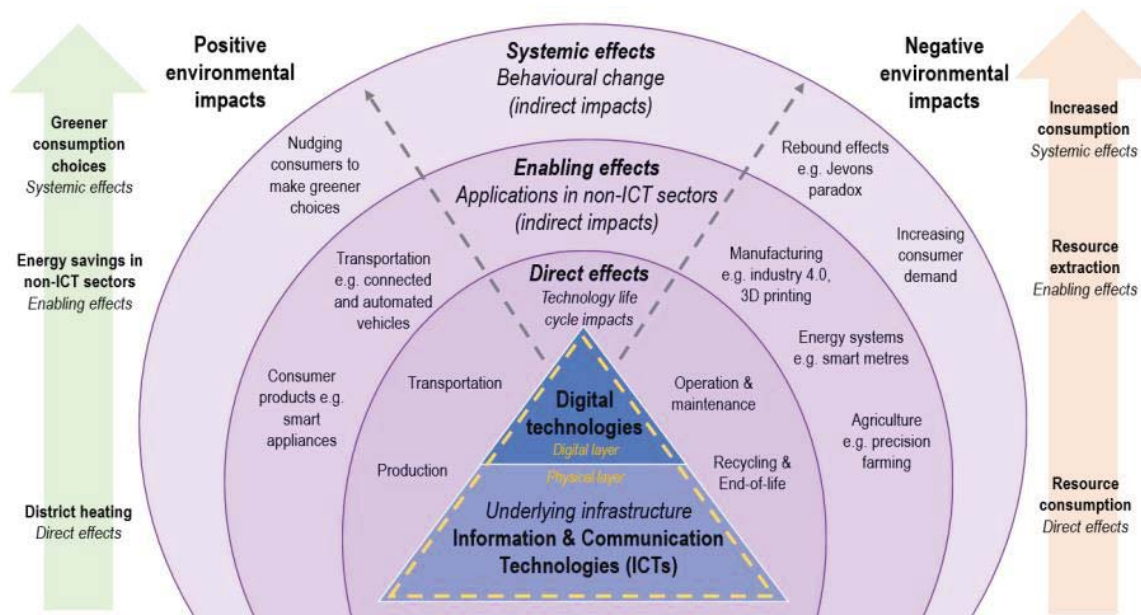 Positive
environmental
impacts
Systemic effects
Behavioural change
(indirect impacts)
Negative
environmental
impacts
Greener
consumption
choices
Systemic effects
Energy savings in
non-ICT sectors
Enabling effects
District heating
Direct effects
Nudging
consumers to
make greener
choices
Enabling effects
Applications in non-ICT sectors
(indirect impacts)
Rebound effects
e.g. Jevons
paradox
Increasing
consumer
demand
Transportation
e.g. connected
and automated
vehicles
Consumer
products e.g.
smart
appliances
Direct effects
Technology life
cycle impacts
Manufacturing
e.g. industry 4.0,
3D printing
Energy systems
e.g. smart metres
Agriculture
e.g. precision
farming
Transportation
Production
Operation &
maintenance
Recycling &
End-of-life
Digital
technologies
Digital layer
Physical layer
Underlying infrastructure
Information & Communication
Technologies (ICTs)
Increased
consumption
Systemic effects
Resource
extraction
Enabling effects
Resource
consumption
Direct effects